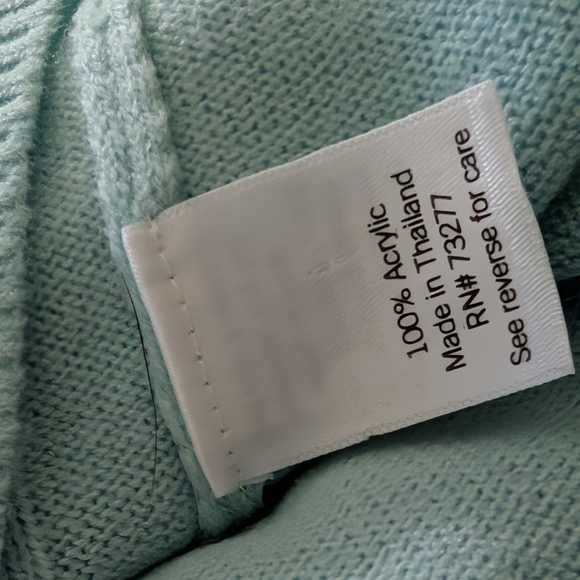 100% Acrylic
Made in Thailand
RN# 73277
See reverse for care